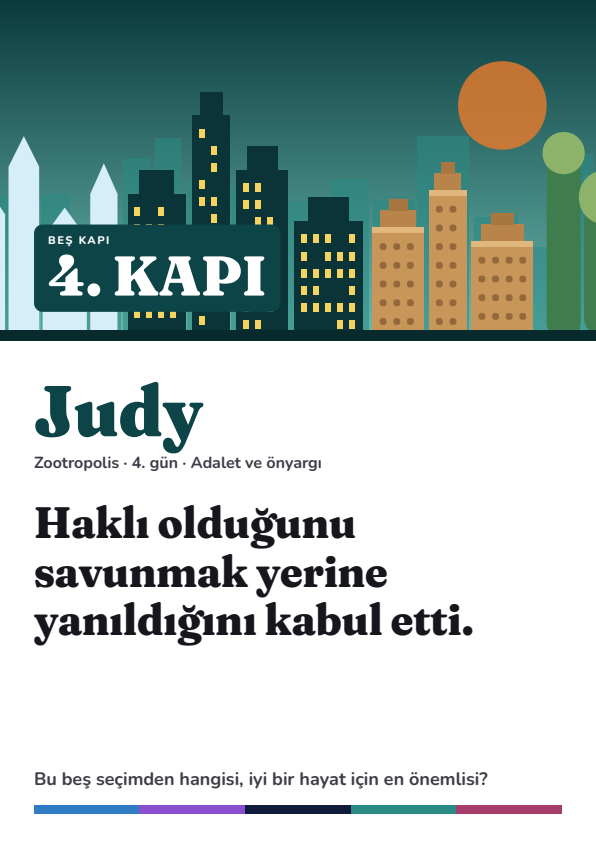 BEŞ KAPI
4. KAPI
Judy
Zootropolis · 4. gün · Adalet ve önyargı
Haklı olduğunu
savunmak yerine
yanıldığını kabul etti.
Bu beş seçimden hangisi, iyi bir hayat için en önemlisi?